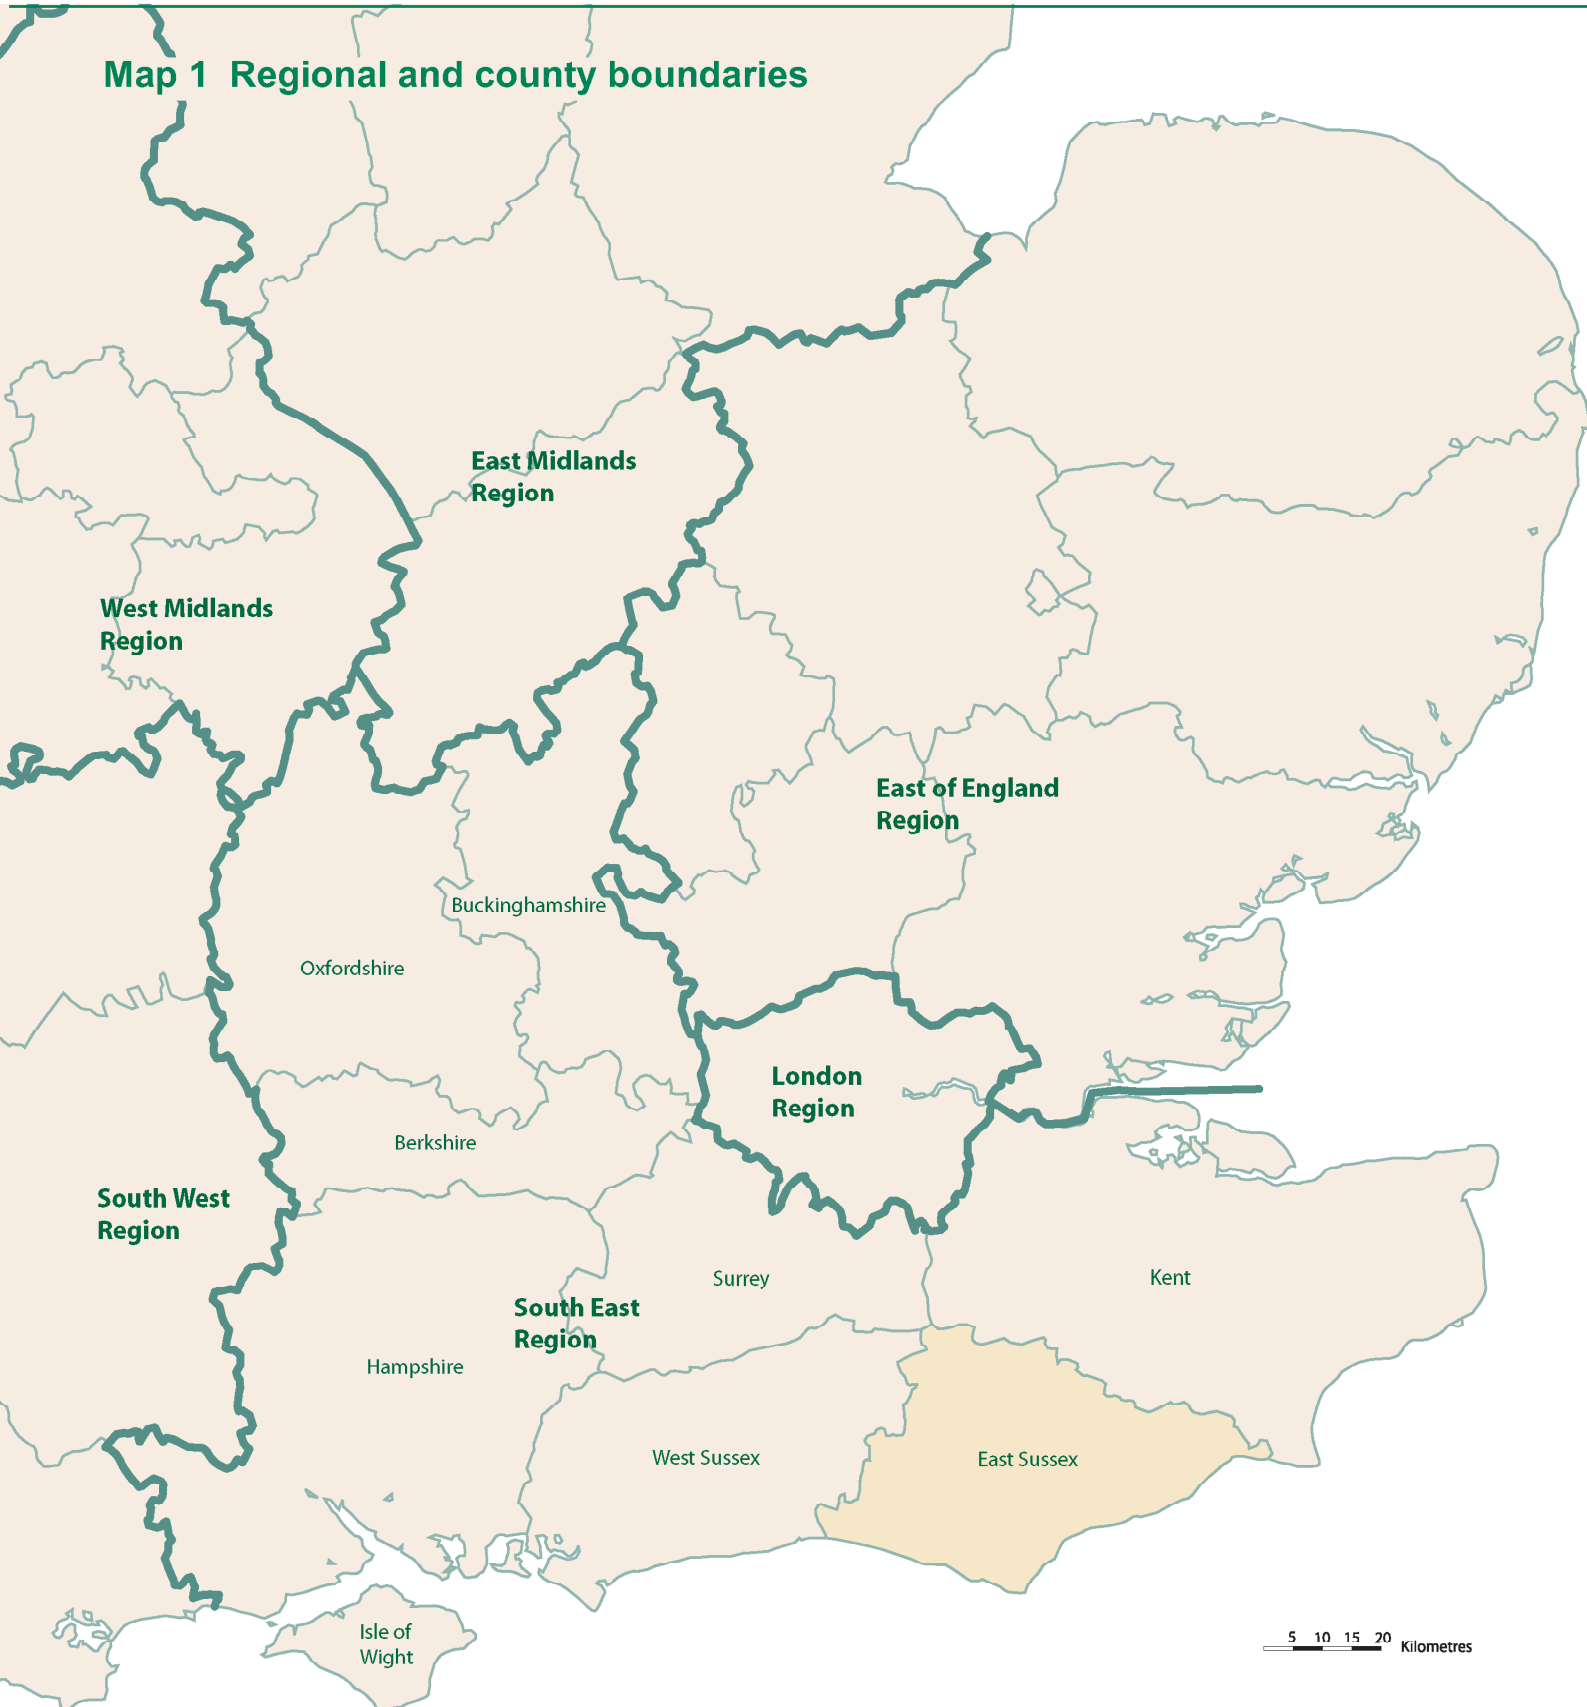 Map 1 Regional and county boundaries
East Midlands
Region
West Midlands
Region
East of England
Region
Buckinghamshire
Oxfordshire
London
Region
Berkshire
South West
Region
Surrey
Kent
South East
Region
Hampshire
West Sussex
East Sussex
Isle of
Wight
5 10 15 20 Kilometres